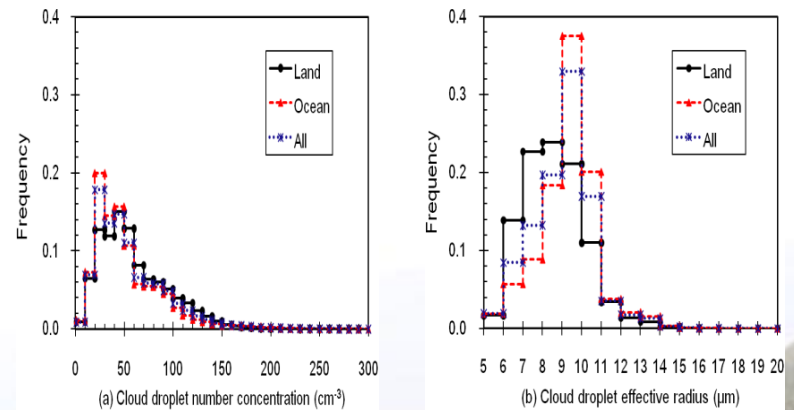 0.4
0.3
0.2
0.1
0.0
Frequency
Land
Ocean
All
0 50 100 150 200 250 300
(a) Cloud droplet number concentration (cm-3)
0.4
0.3
0.2
0.1
0.0
Frequency
Land
Ocean
All
5 6 7 8 9 10 11 12 13 14 15 16 17 18 19 20
(b) Cloud droplet effective radius (µm)